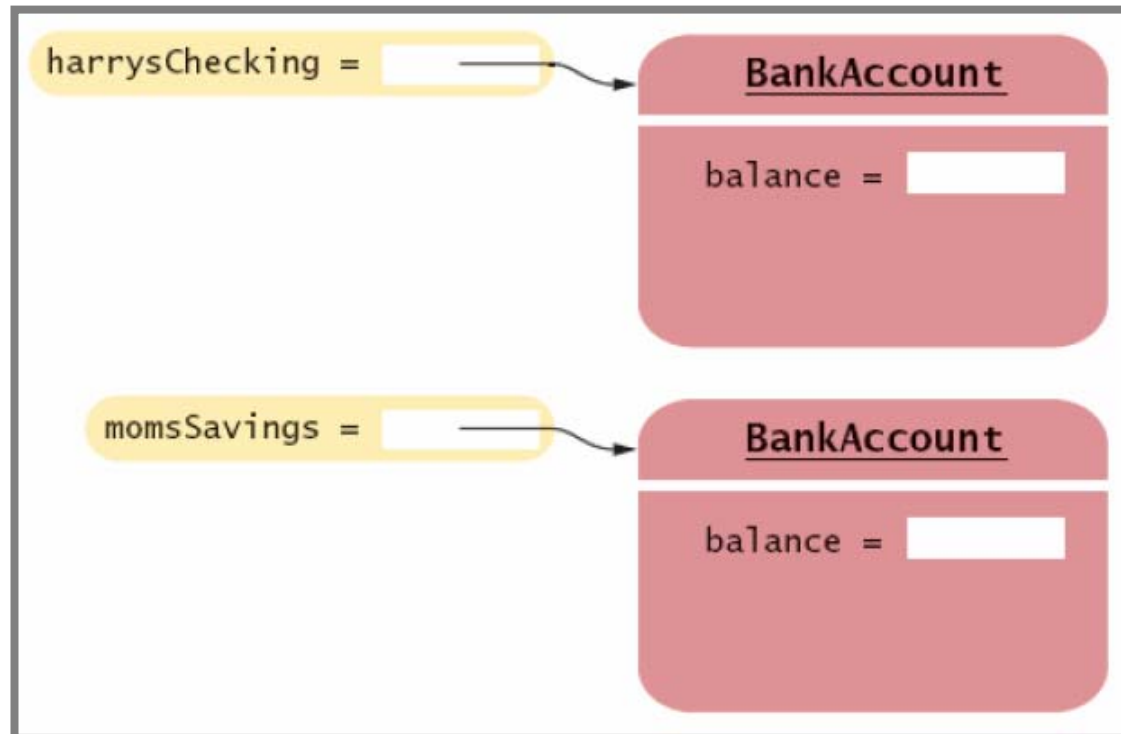 harrysChecking =
BankAccount
balance =
momsSavings =
BankAccount
balance =